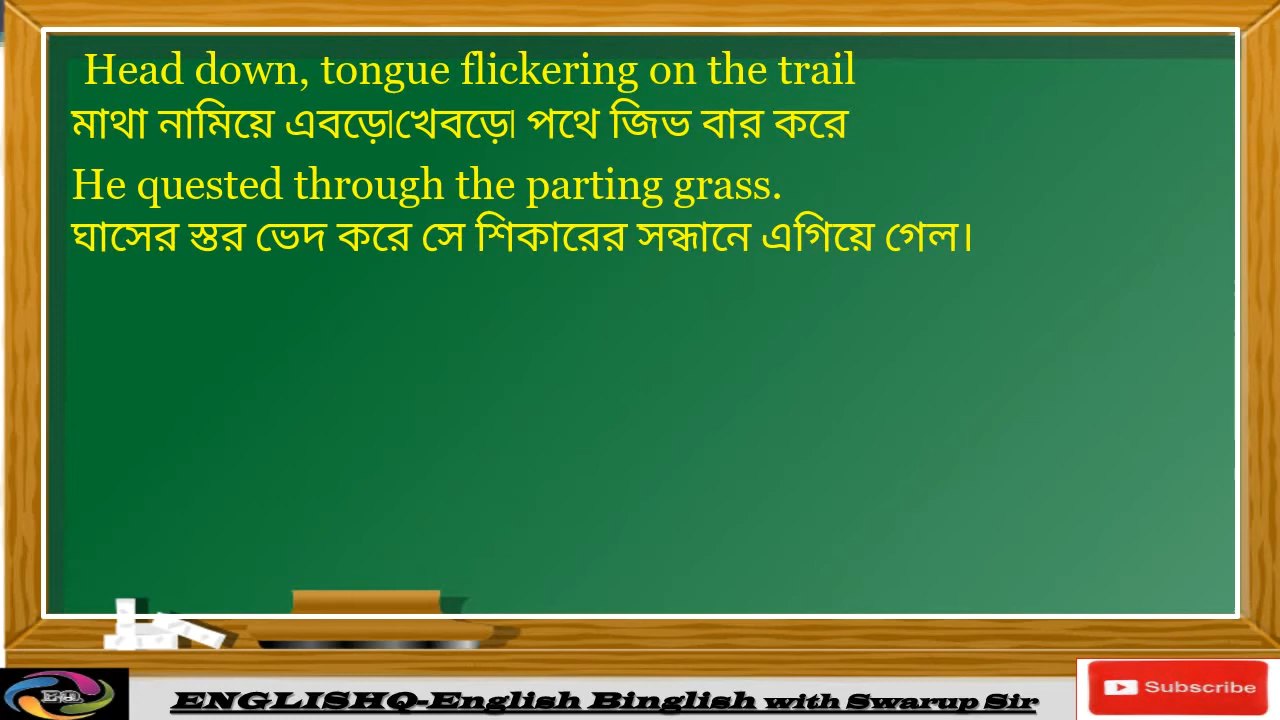 Head down, tongue flickering on the trail
মাথা নামিয়ে এবড়োখেবড়ো পথে জিভ বার করে
He quested through the parting grass.
ঘাসের স্তর ভেদ করে সে শিকারের সন্ধানে এগিয়ে গেল।
EQ
ENGLISHQ-English Binglish with Swarup Sir
Subscribe